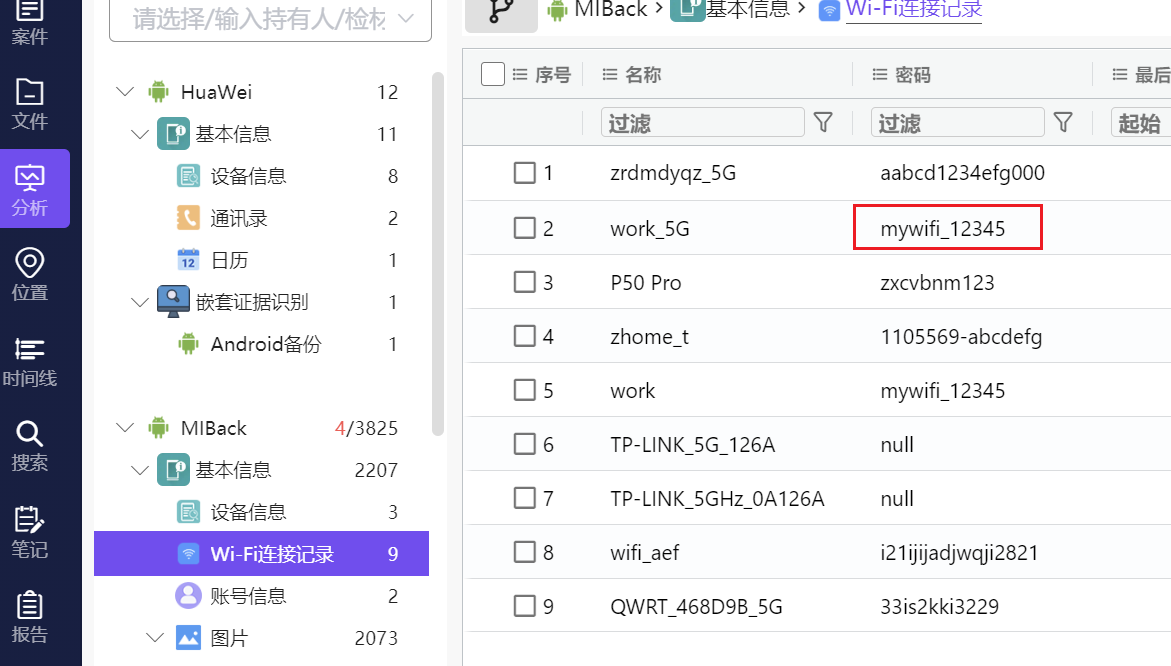 案件
文件
分析
位置
时间线
搜索
笔记
报告
请选择/输入持有人/检材
HuaWei 12
基本信息 11
设备信息 8
通讯录 2
12 日历 1
嵌套证据识别 1
Android备份 1
MIBack 4/3825
基本信息 2207
设备信息 3
Wi-Fi连接记录 9
账号信息 2
图片 2073
MIBack > 基本信息 > Wi-Fi连接记录
序号 名称 密码 最后
过滤 过滤 起始
1 zrdmdyqz_5G aabcd1234efg000
2 work_5G mywifi_12345
3 P50 Pro zxcvbnm123
4 zhome_t 1105569-abcdefg
5 work mywifi_12345
6 TP-LINK_5G_126A null
7 TP-LINK_5GHz_0A126A null
8 wifi_aef i21ijijadjwqji2821
9 QWRT_468D9B_5G 33is2kki3229